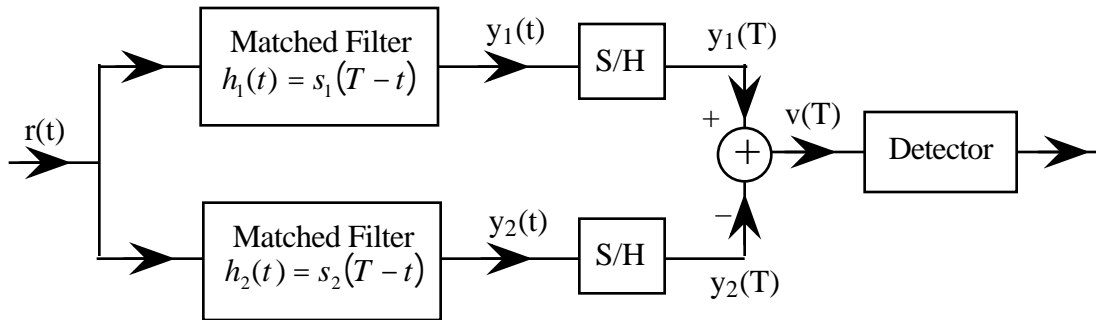 Matched Filter
h₁(t) = s₁(T − t)
y₁(t)
S/H
y₁(T)
r(t)
+
+
v(T)
Detector
−
Matched Filter
h₂(t) = s₂(T − t)
y₂(t)
S/H
y₂(T)